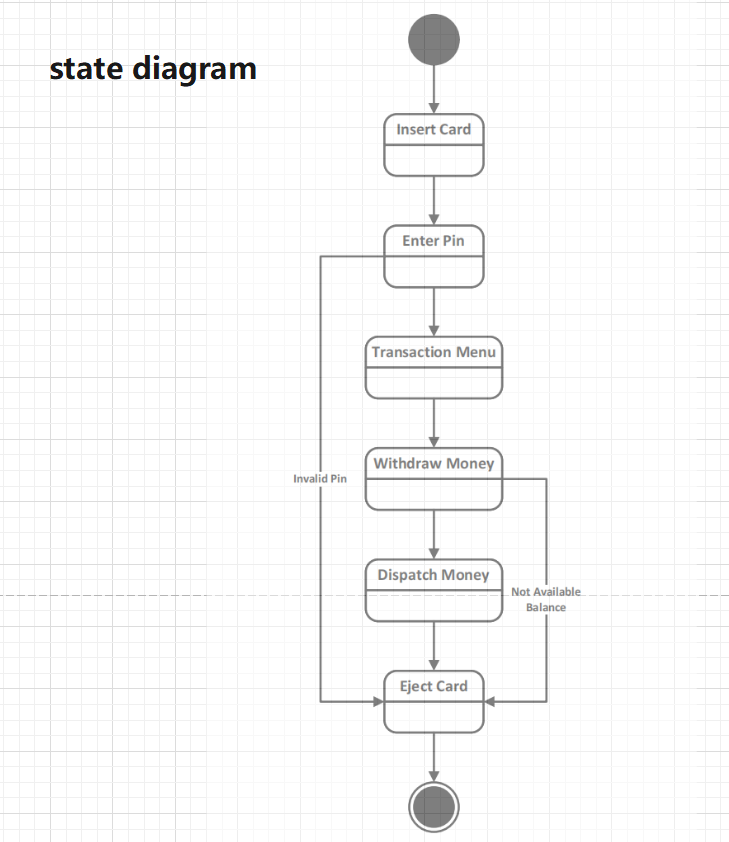 state diagram
Insert Card
Enter Pin
Transaction Menu
Withdraw Money
Invalid Pin
Dispatch Money
Not Available
Balance
Eject Card